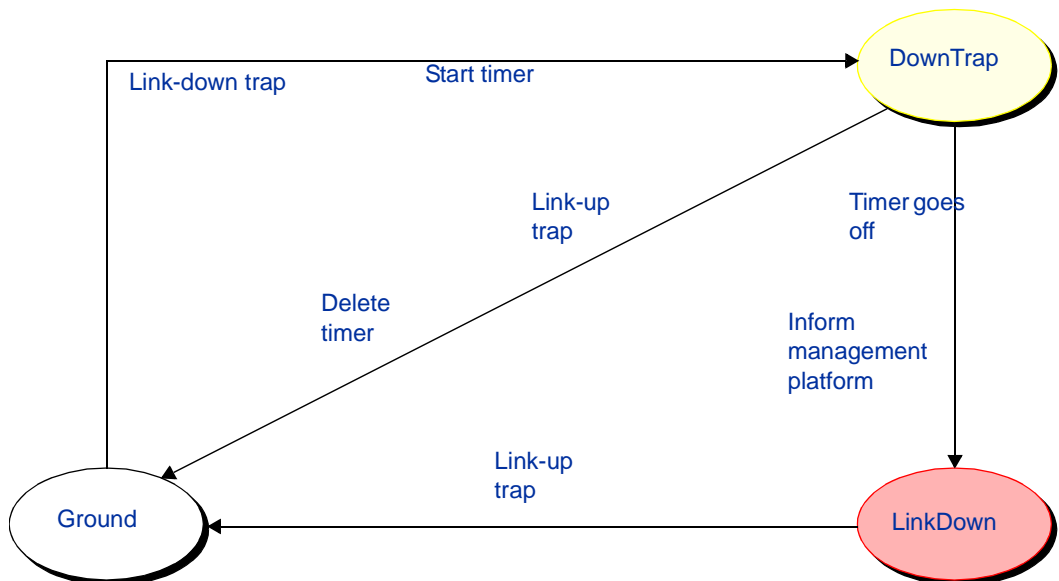 DownTrap
Link-down trap
Start timer
Link-up
trap
Timer goes
off
Delete
timer
Inform
management
platform
Link-up
trap
Ground
LinkDown